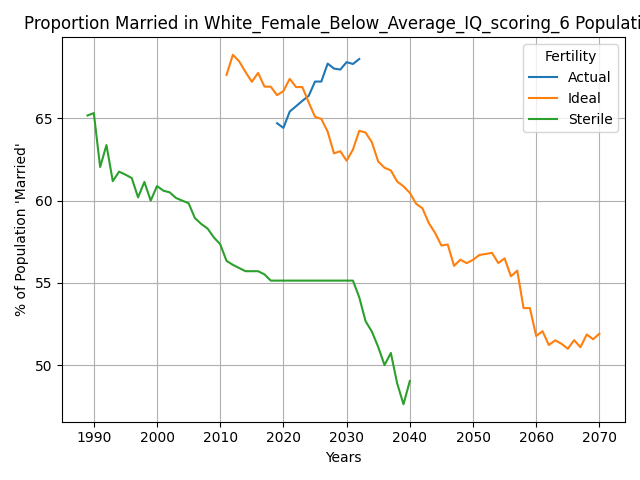 Proportion Married in White_Female_Below_Average_IQ_scoring_6 Populati
Fertility
Actual
Ideal
Sterile
% of Population 'Married'
65
60
55
50
1990 2000 2010 2020 2030 2040 2050 2060 2070
Years